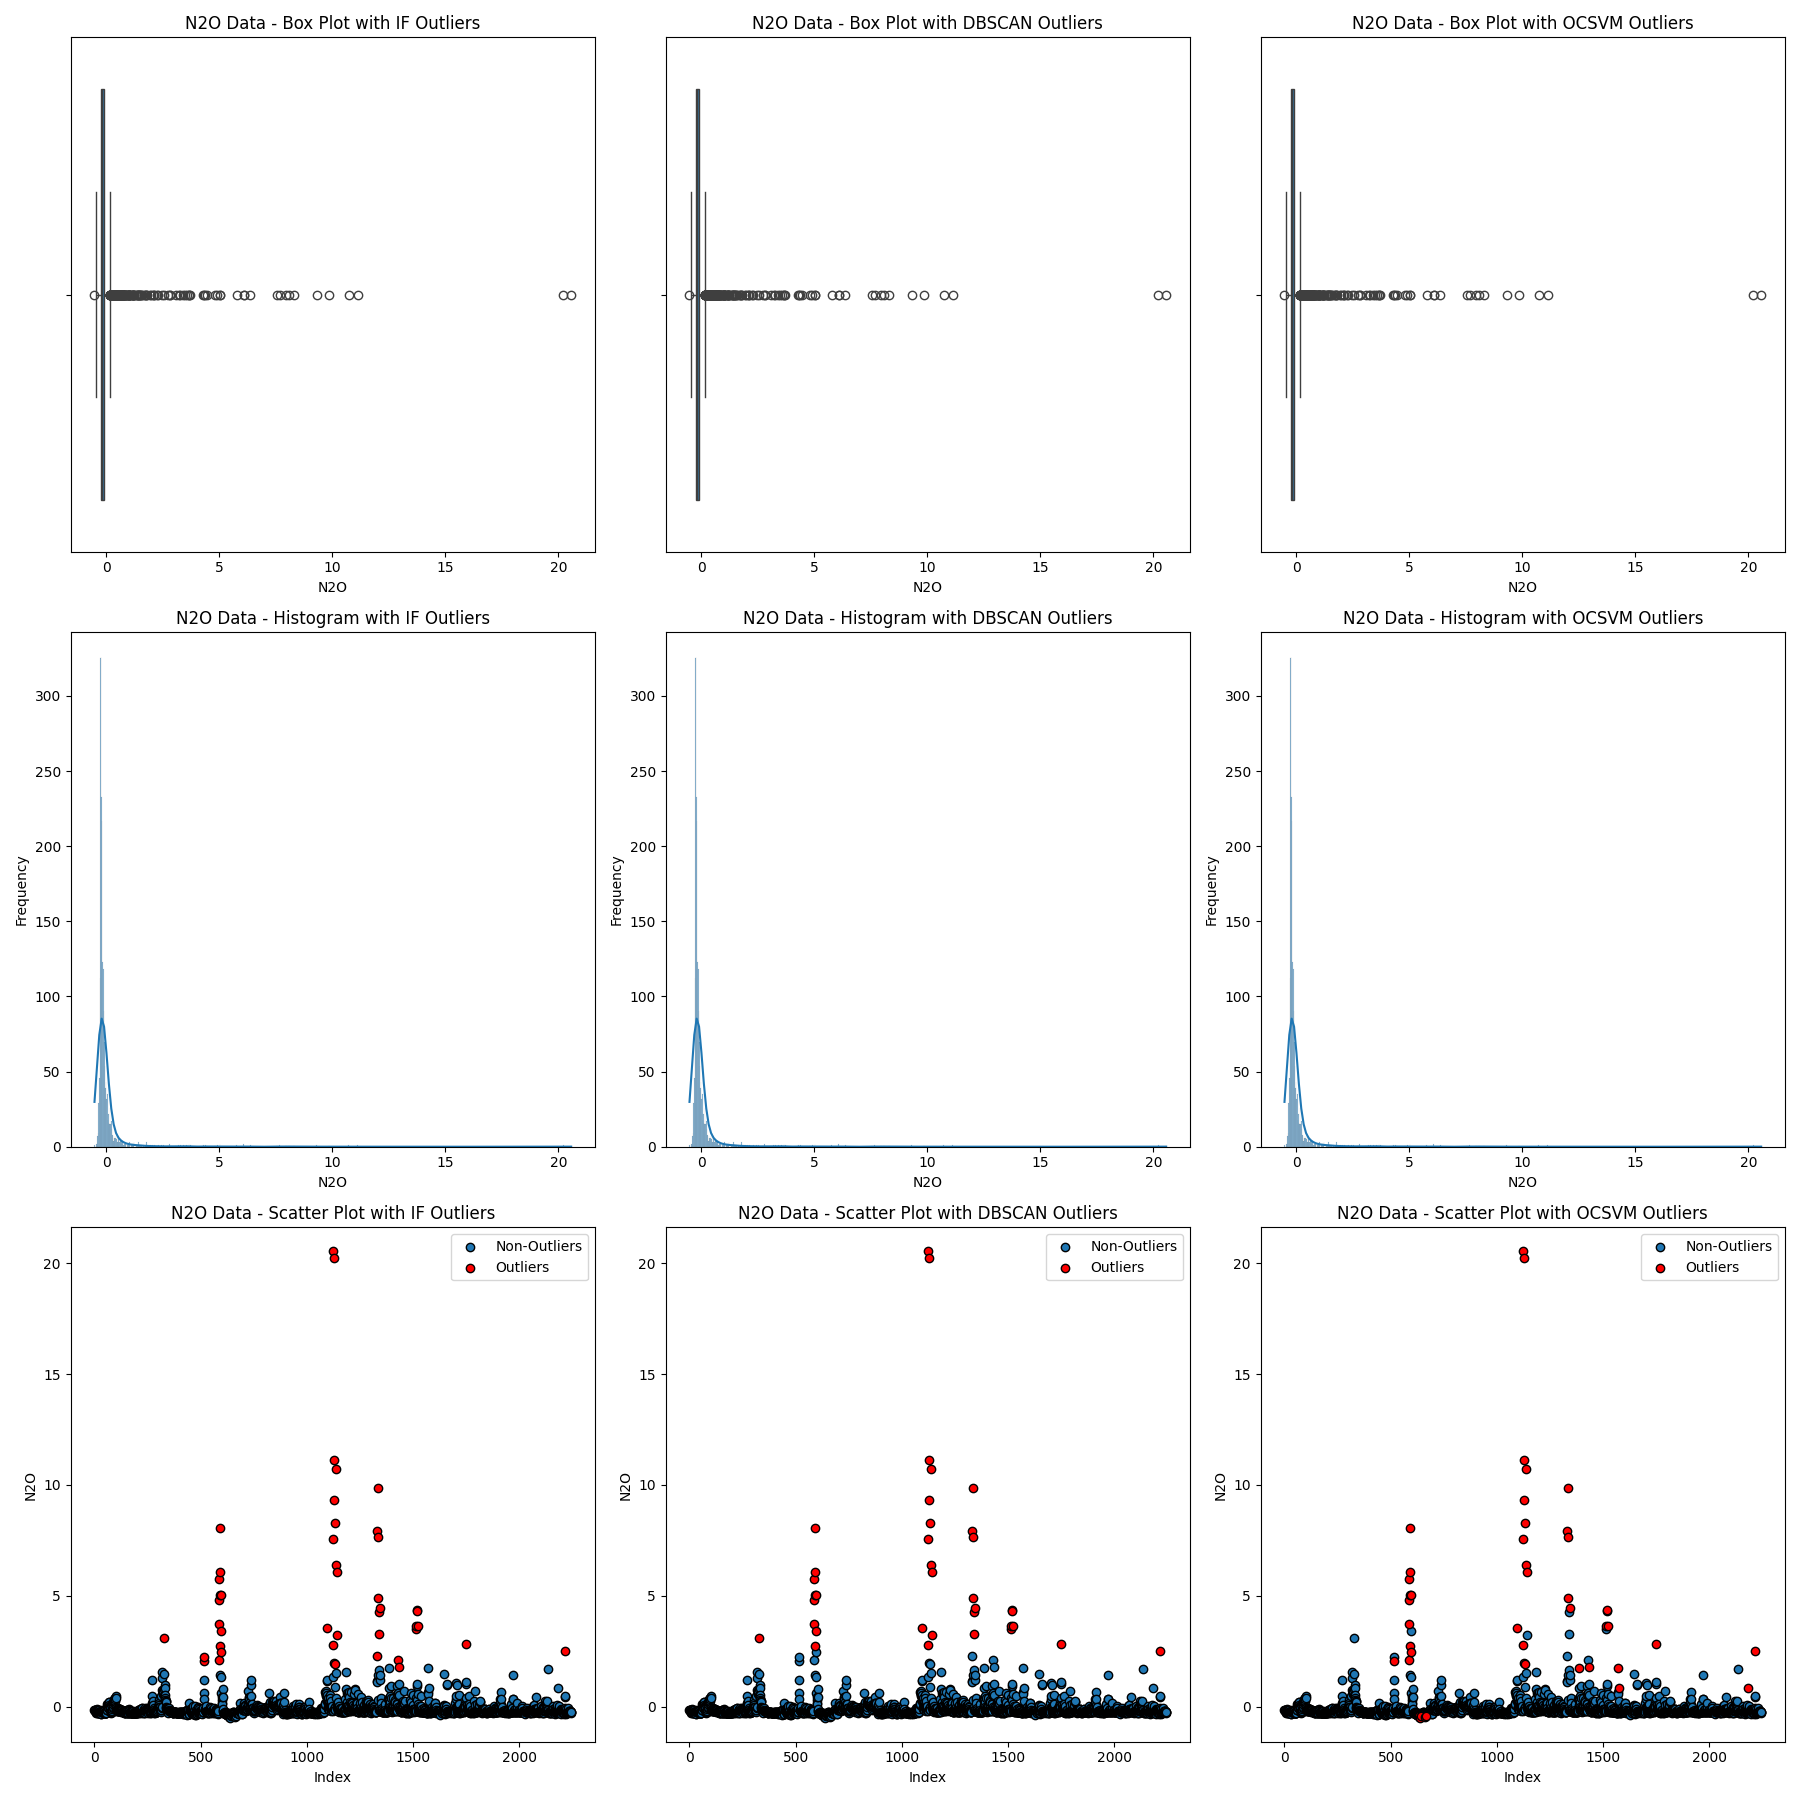 N2O Data - Box Plot with IF Outliers
0 5 10 15 20
N2O
N2O Data - Box Plot with DBSCAN Outliers
0 5 10 15 20
N2O
N2O Data - Box Plot with OCSVM Outliers
0 5 10 15 20
N2O
N2O Data - Histogram with IF Outliers
Frequency
300
250
200
150
100
50
0
0 5 10 15 20
N2O
N2O Data - Histogram with DBSCAN Outliers
Frequency
300
250
200
150
100
50
0
0 5 10 15 20
N2O
N2O Data - Histogram with OCSVM Outliers
Frequency
300
250
200
150
100
50
0
0 5 10 15 20
N2O
N2O Data - Scatter Plot with IF Outliers
Non-Outliers
Outliers
N2O
20
15
10
5
0
0 500 1000 1500 2000
Index
N2O Data - Scatter Plot with DBSCAN Outliers
Non-Outliers
Outliers
N2O
20
15
10
5
0
0 500 1000 1500 2000
Index
N2O Data - Scatter Plot with OCSVM Outliers
Non-Outliers
Outliers
N2O
20
15
10
5
0
0 500 1000 1500 2000
Index